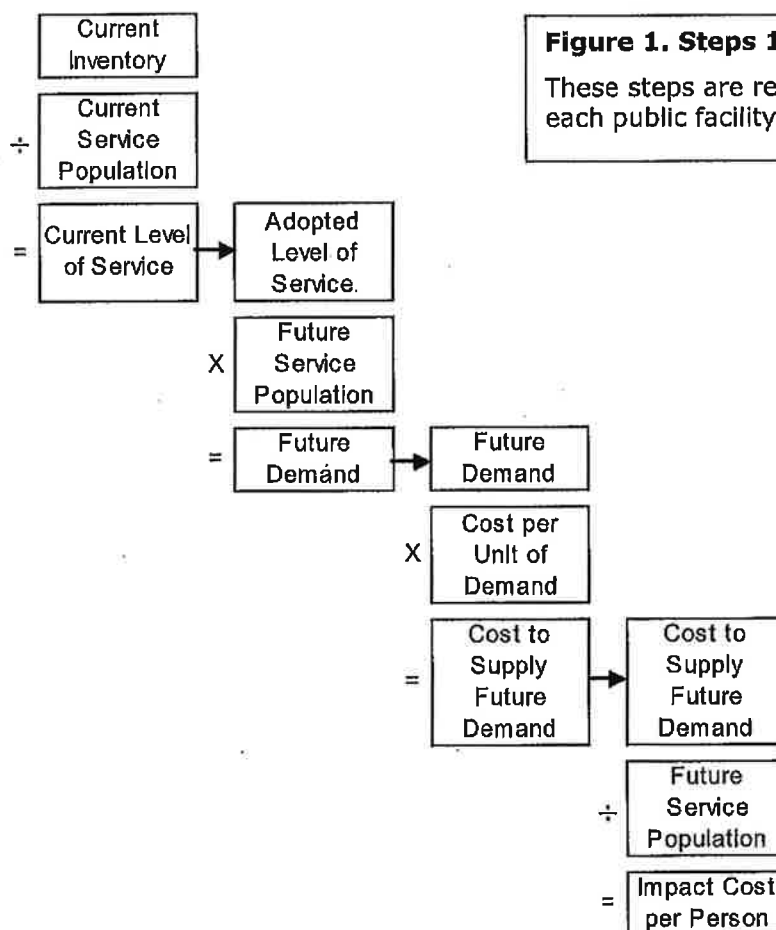 Current
Inventory
Figure 1. Steps 1
These steps are re
each public facility
÷
Current
Service
Population
=
Current Level
of Service
Adopted
Level of
Service.
X
Future
Service
Population
=
Future
Demánd
Future
Demand
X
Cost per
Unit of
Demand
=
Cost to
Supply
Future
Demand
Cost to
Supply
Future
Demand
÷
Future
Service
Population
=
Impact Cost
per Person